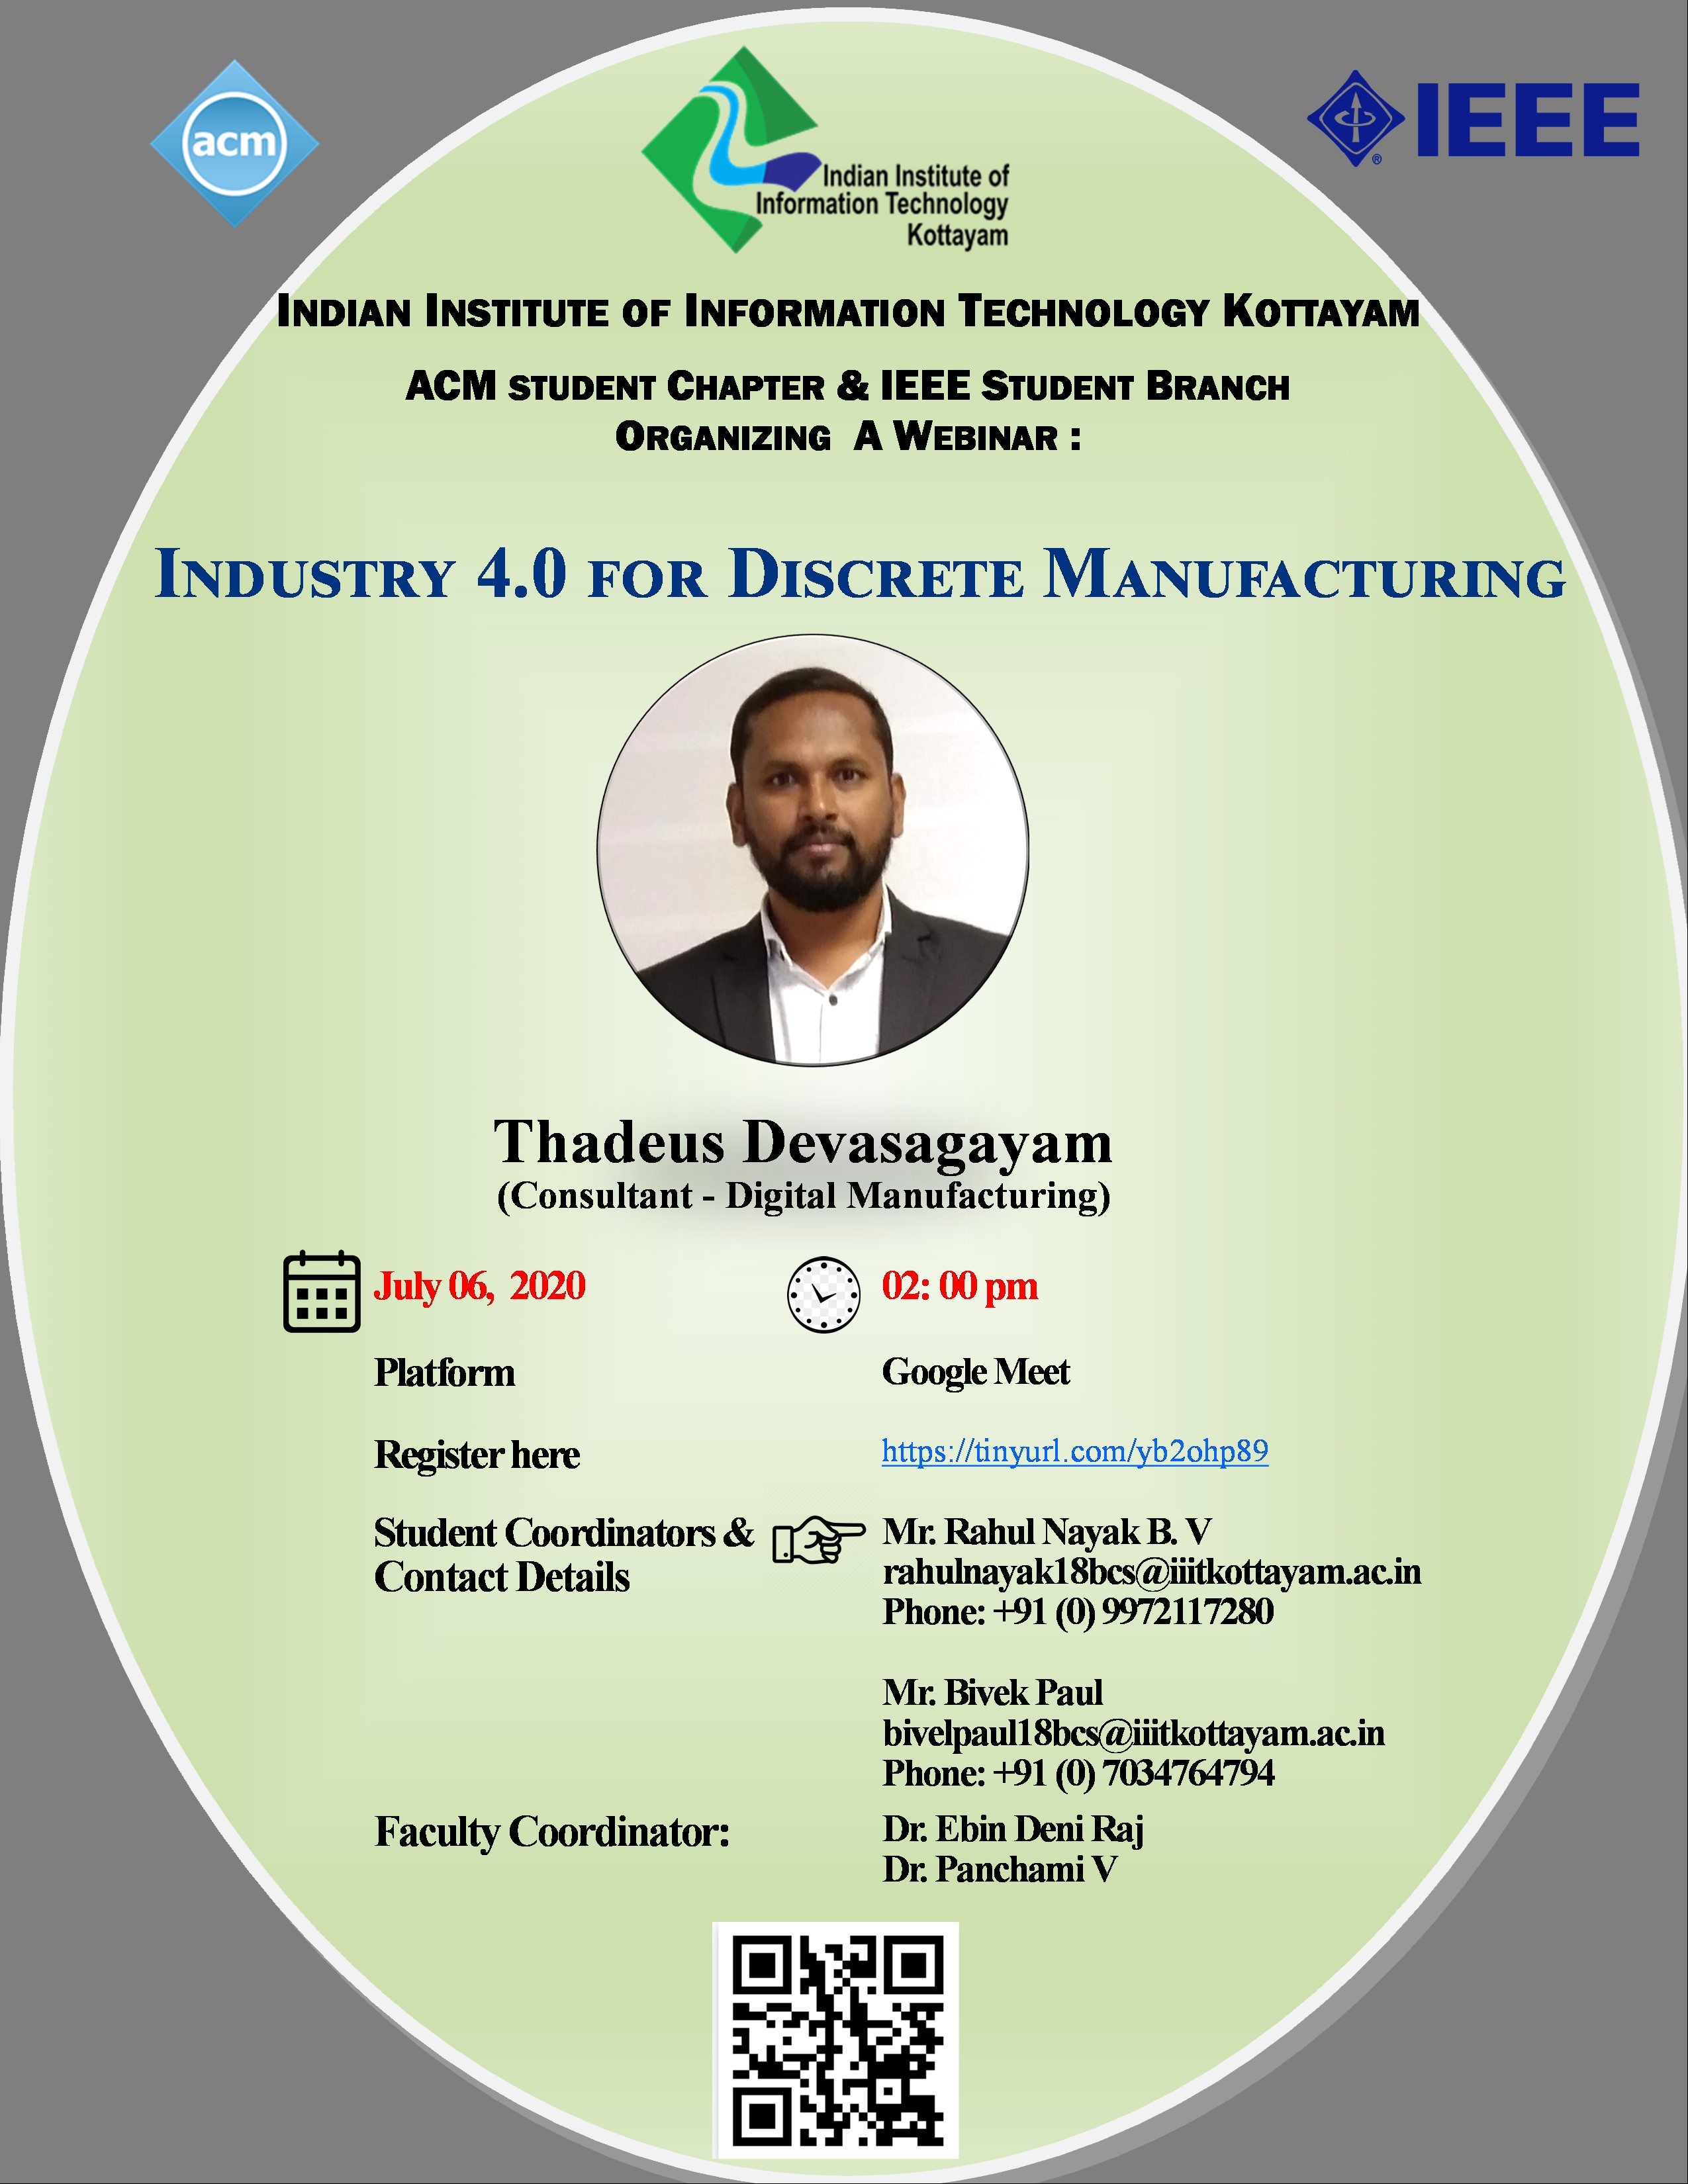 acm
IEEE
Indian Institute of
Information Technology
Kottayam
INDIAN INSTITUTE OF INFORMATION TECHNOLOGY KOTTAYAM
ACM STUDENT CHAPTER & IEEE STUDENT BRANCH
ORGANIZING A WEBINAR :
INDUSTRY 4.0 FOR DISCRETE MANUFACTURING
Thadeus Devasagayam
(Consultant - Digital Manufacturing)
July 06, 2020 02: 00 pm
Platform Google Meet
Register here https://tinyurl.com/yb2ohp89
Student Coordinators & Mr. Rahul Nayak B. V
Contact Details rahulnayak18bcs@iiitkottayam.ac.in
Phone: +91 (0) 9972117280
Mr. Bivek Paul
bivelpaul18bcs@iiitkottayam.ac.in
Phone: +91 (0) 7034764794
Faculty Coordinator: Dr. Ebin Deni Raj
Dr. Panchami V